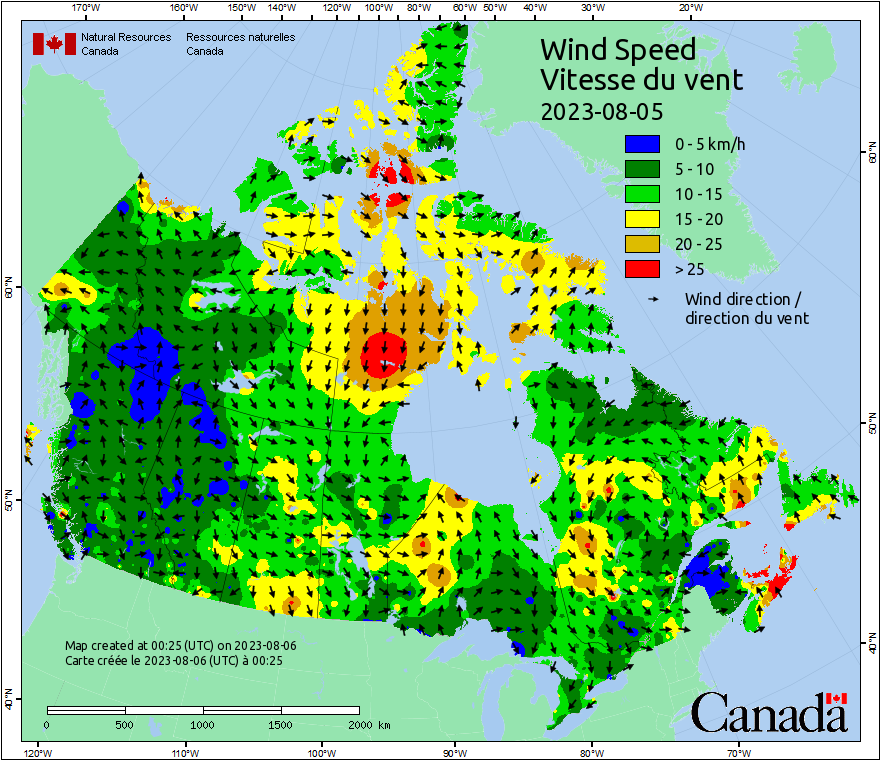 170°W 160°W 150°W 140°W 130°W 120°W 110°W 100°W 90°W 80°W 60°W 50°W 40°W 30°W 20°W
Natural Resources Canada
Ressources naturelles Canada
Wind Speed
Vitesse du vent
2023-08-05
0 - 5 km/h
5 - 10
10 - 15
15 - 20
20 - 25
> 25
Wind direction /
direction du vent
60°N
60°N
50°N
50°N
40°N
40°N
Map created at 00:25 (UTC) on 2023-08-06
Carte créée le 2023-08-06 (UTC) à 00:25
0 500 1000 1500 2000 km
Canada
120°W 110°W 100°W 90°W 80°W 70°W